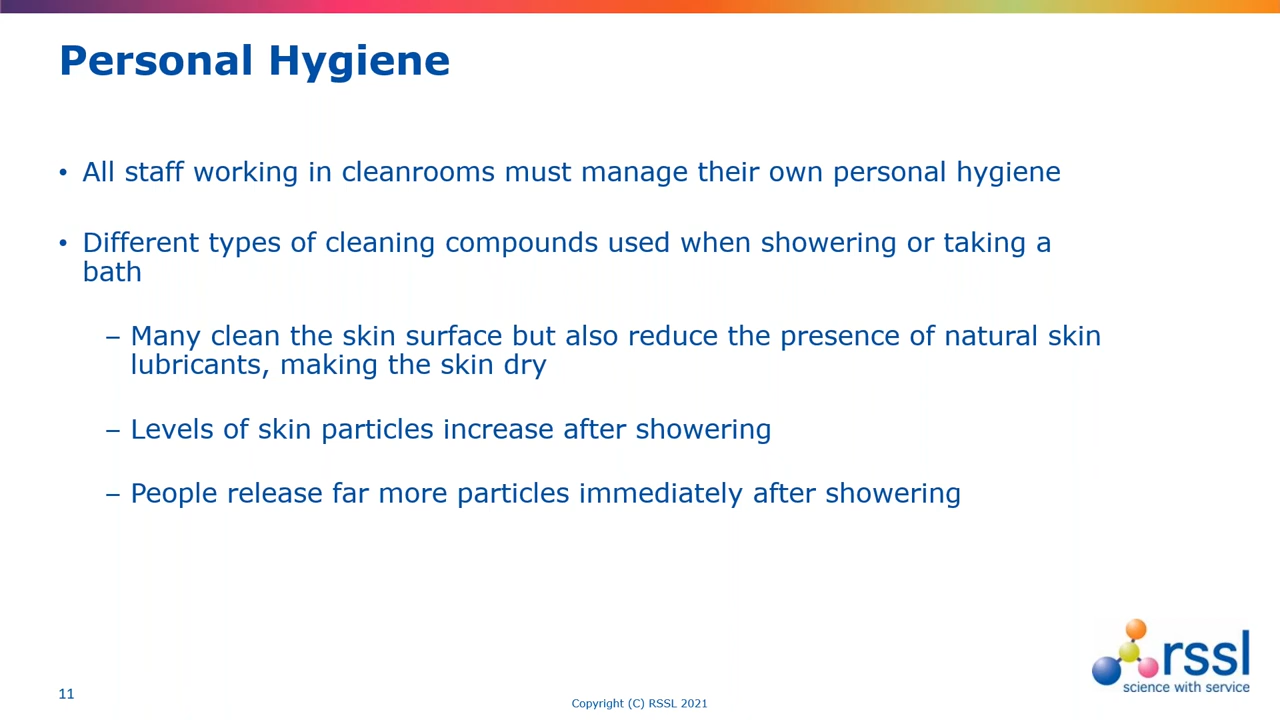 Personal Hygiene
• All staff working in cleanrooms must manage their own personal hygiene
• Different types of cleaning compounds used when showering or taking a
bath
– Many clean the skin surface but also reduce the presence of natural skin
lubricants, making the skin dry
– Levels of skin particles increase after showering
– People release far more particles immediately after showering
rssl
science with service
11
Copyright (C) RSSL 2021